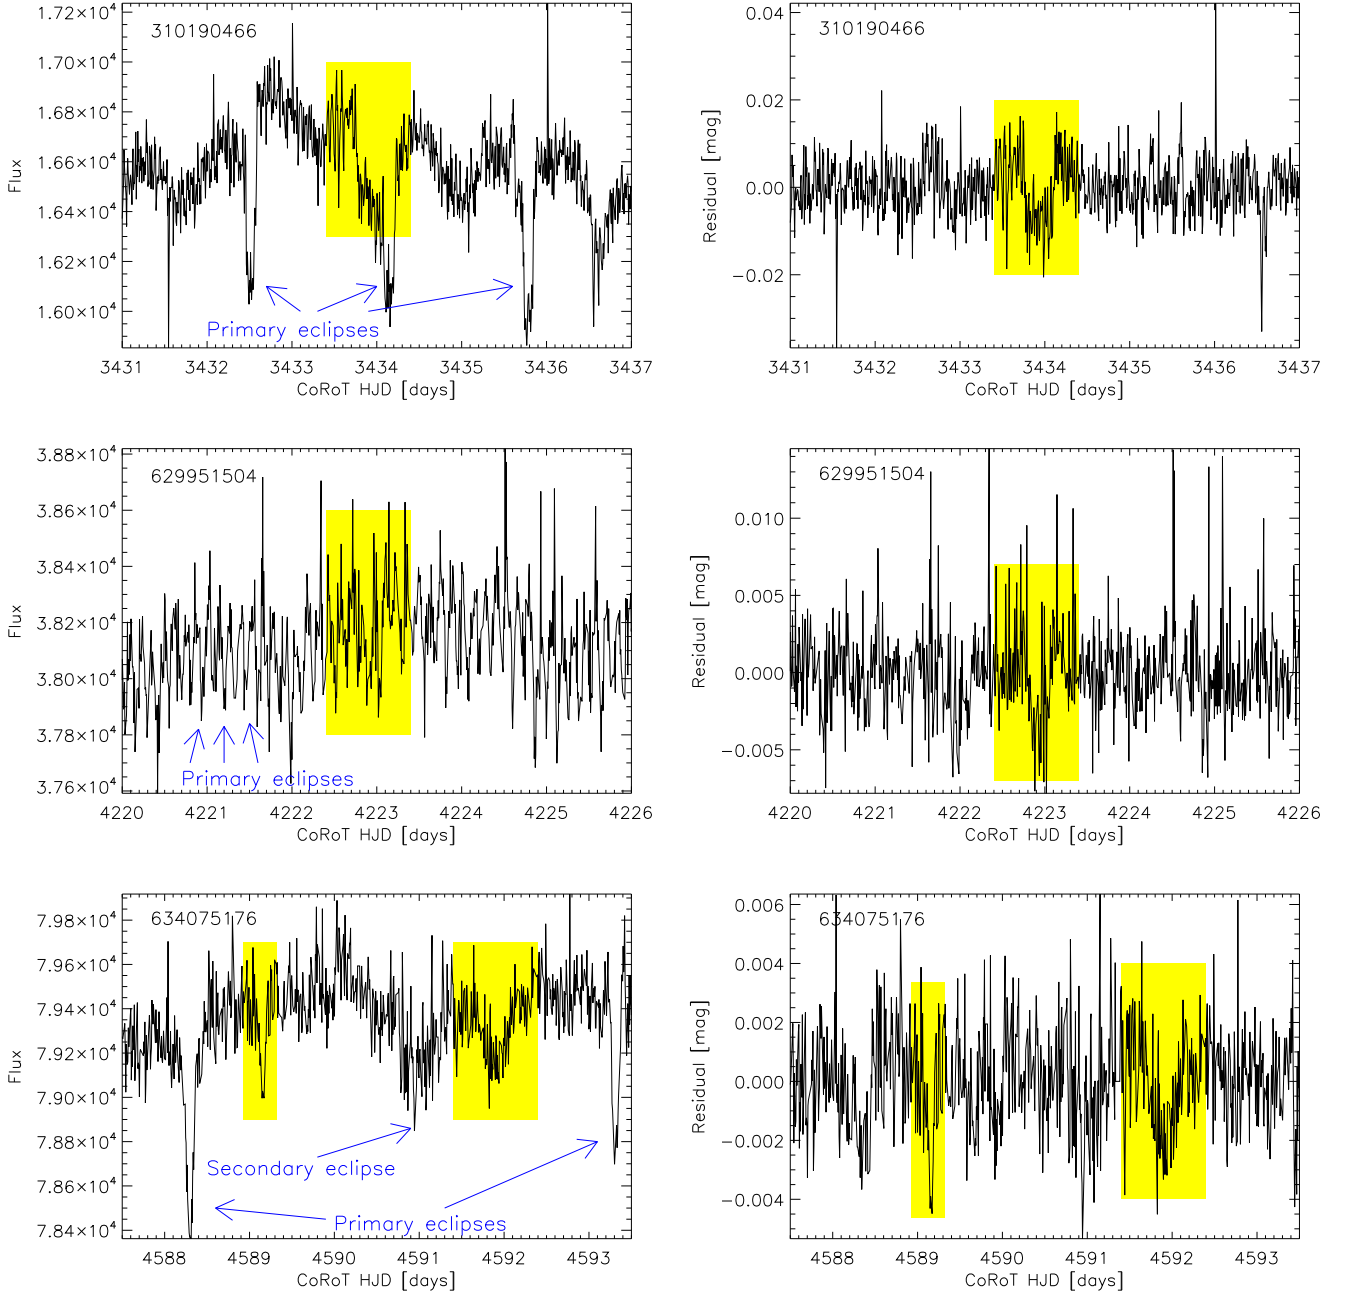 1.72×10⁴
310190466
1.70×10⁴
1.68×10⁴
1.66×10⁴
1.64×10⁴
1.62×10⁴
1.60×10⁴
Flux
Primary eclipses
3431 3432 3433 3434 3435 3436 3437
CoRoT HJD [days]
0.04
310190466
0.02
0.00
−0.02
Residual [mag]
3431 3432 3433 3434 3435 3436 3437
CoRoT HJD [days]
3.88×10⁴
629951504
3.86×10⁴
3.84×10⁴
3.82×10⁴
3.80×10⁴
3.78×10⁴
3.76×10⁴
Flux
Primary eclipses
4220 4221 4222 4223 4224 4225 4226
CoRoT HJD [days]
629951504
0.010
0.005
0.000
−0.005
Residual [mag]
4220 4221 4222 4223 4224 4225 4226
CoRoT HJD [days]
7.98×10⁴
634075176
7.96×10⁴
7.94×10⁴
7.92×10⁴
7.90×10⁴
7.88×10⁴
7.86×10⁴
7.84×10⁴
Flux
Secondary eclipse
Primary eclipses
4588 4589 4590 4591 4592 4593
CoRoT HJD [days]
0.006
634075176
0.004
0.002
0.000
−0.002
−0.004
Residual [mag]
4588 4589 4590 4591 4592 4593
CoRoT HJD [days]